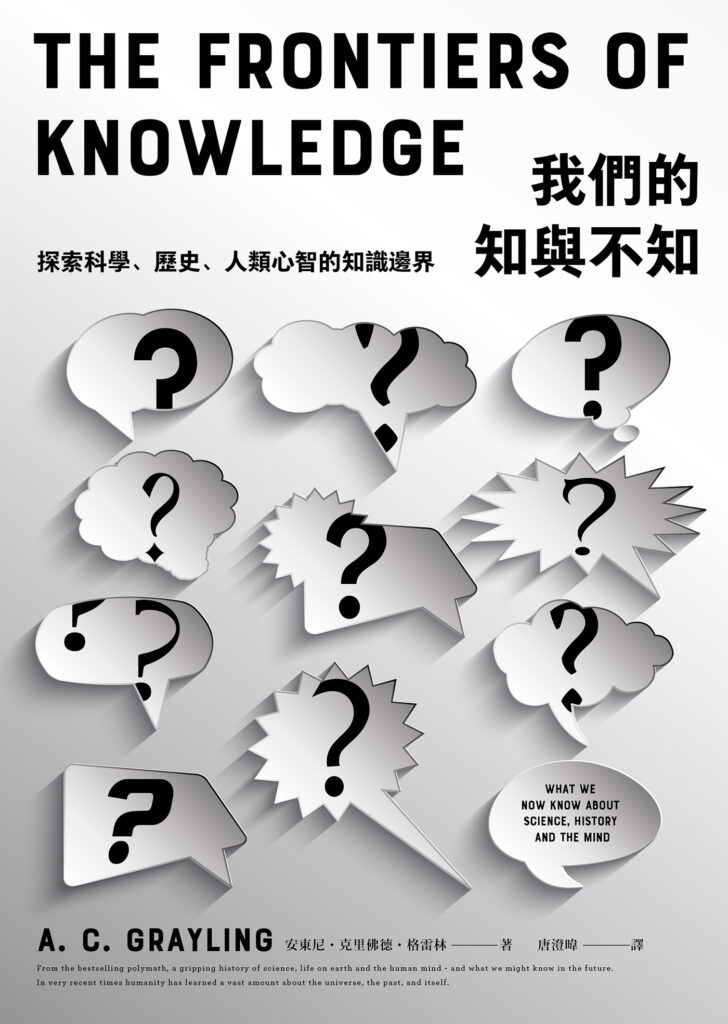 THE FRONTIERS OF
KNOWLEDGE
我們的
知與不知
探索科學、歷史、人類心智的知識邊界
?
?
?
?
?
?
? ?
?
?
?
WHAT WE
NOW KNOW ABOUT
SCIENCE, HISTORY
AND THE MIND
A. C. GRAYLING 安東尼・克里佛德・格雷林———著 唐澄暐———譯
From the bestselling polymath, a gripping history of science, life on earth and the human mind - and what we might know in the future.
In very recent times humanity has learned a vast amount about the universe, the past, and itself.